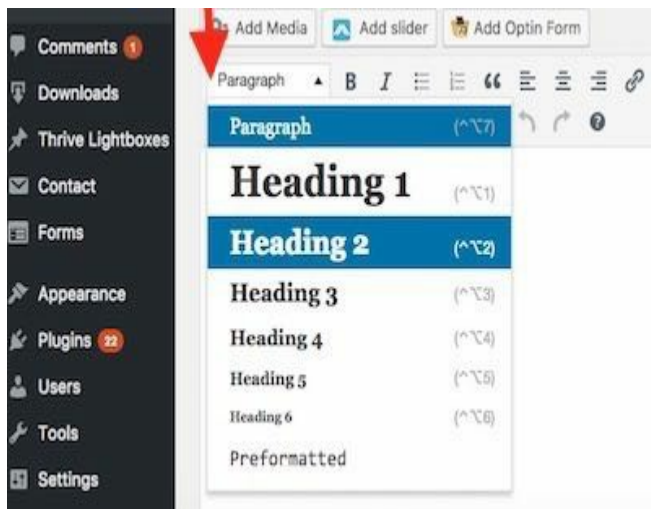 Comments 1
Downloads
Thrive Lightboxes
Contact
Forms
Appearance
Plugins 22
Users
Tools
Settings
Add Media Add slider Add Optin Form
Paragraph B I
Paragraph (^⌥7)
Heading 1 (^⌥1)
Heading 2 (^⌥2)
Heading 3 (^⌥3)
Heading 4 (^⌥4)
Heading 5 (^⌥5)
Heading 6 (^⌥6)
Preformatted